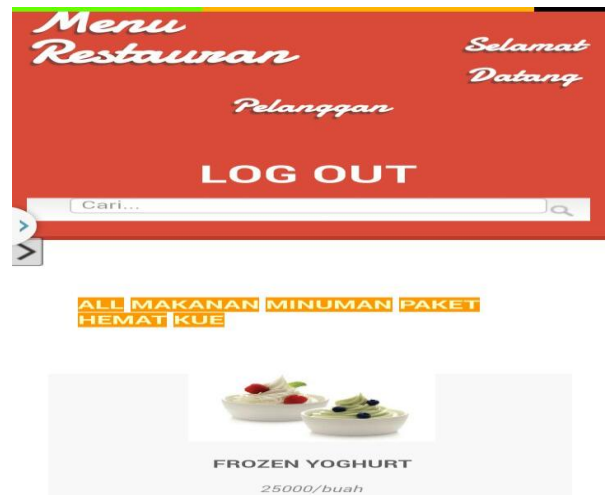 Menu
Restauran
Selamat
Datang
Pelanggan
LOG OUT
Cari...
ALL MAKANAN MINUMAN PAKET
HEMAT KUE
FROZEN YOGHURT
25000/buah